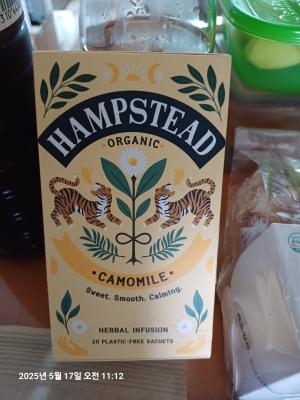 HAMPSTEAD
ORGANIC
CAMOMILE
Sweet. Smooth. Calming.
HERBAL INFUSION
20 PLASTIC-FREE SACHETS
2025년 5월 17일 오전 11:12